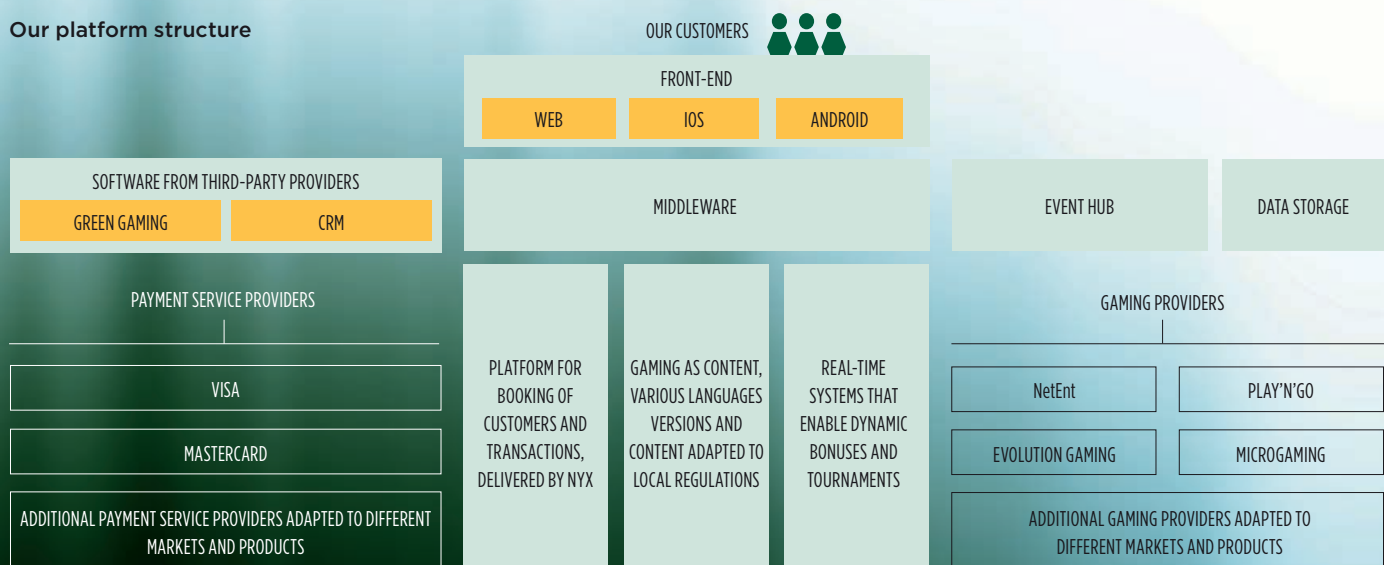 Our platform structure
OUR CUSTOMERS
FRONT-END
WEB
IOS
ANDROID
SOFTWARE FROM THIRD-PARTY PROVIDERS
GREEN GAMING
CRM
MIDDLEWARE
EVENT HUB
DATA STORAGE
PAYMENT SERVICE PROVIDERS
VISA
MASTERCARD
ADDITIONAL PAYMENT SERVICE PROVIDERS ADAPTED TO DIFFERENT
MARKETS AND PRODUCTS
PLATFORM FOR
BOOKING OF
CUSTOMERS AND
TRANSACTIONS,
DELIVERED BY NYX
GAMING AS CONTENT,
VARIOUS LANGUAGES
VERSIONS AND
CONTENT ADAPTED TO
LOCAL REGULATIONS
REAL-TIME
SYSTEMS THAT
ENABLE DYNAMIC
BONUSES AND
TOURNAMENTS
GAMING PROVIDERS
NetEnt
PLAY'N'GO
EVOLUTION GAMING
MICROGAMING
ADDITIONAL GAMING PROVIDERS ADAPTED TO
DIFFERENT MARKETS AND PRODUCTS